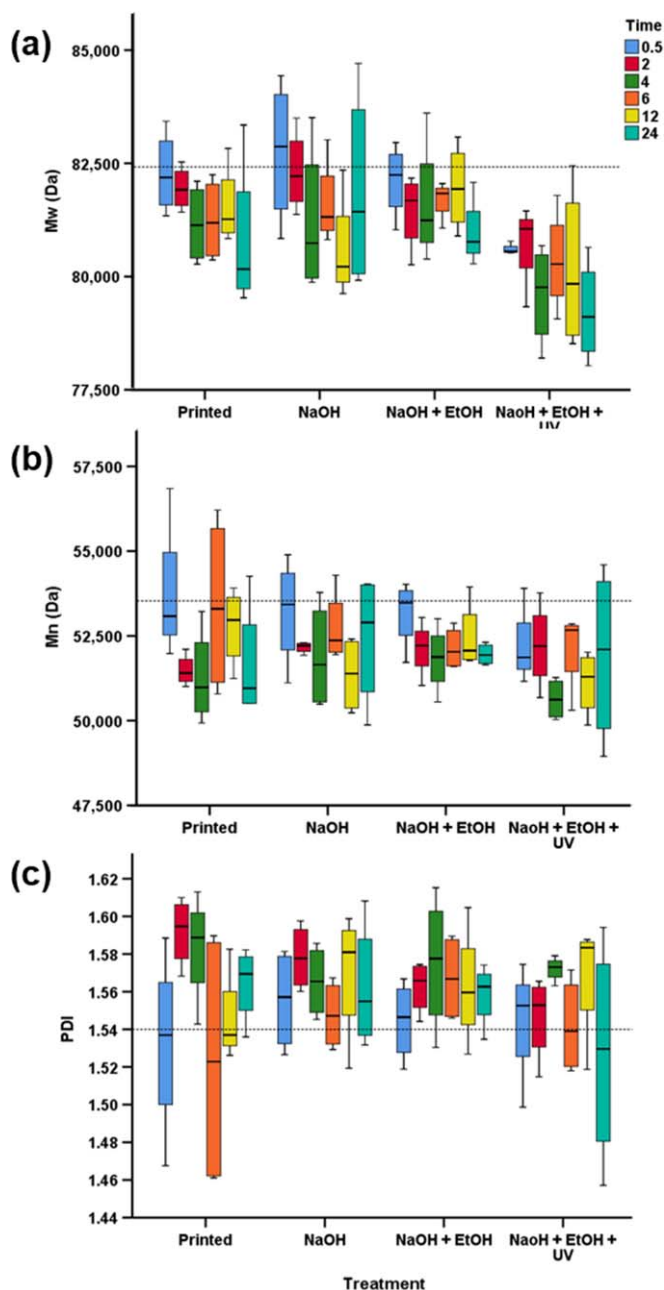 (a)
Time
0.5
2
4
6
12
24
85,000
82,500
80,000
77,500
Mw (Da)
Printed NaOH NaOH + EtOH NaoH + EtOH +
UV
(b)
57,500
55,000
52,500
50,000
47,500
Mn (Da)
Printed NaOH NaOH + EtOH NaoH + EtOH +
UV
(c)
1.62
1.60
1.58
1.56
1.54
1.52
1.50
1.48
1.46
1.44
PDI
Printed NaOH NaOH + EtOH NaoH + EtOH +
UV
Treatment